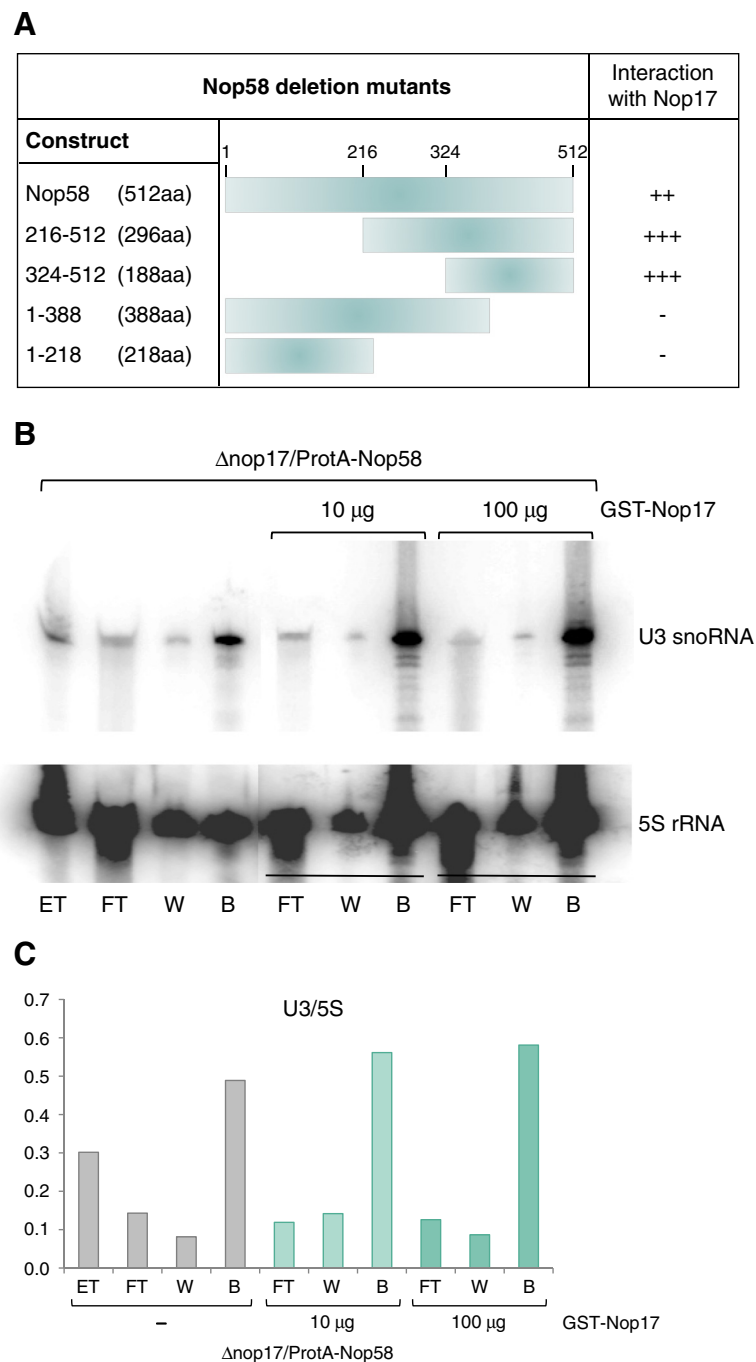 A
Nop58 deletion mutants
Interaction
with Nop17
Construct
1 216 324 512
Nop58 (512aa) ++
216-512 (296aa) +++
324-512 (188aa) +++
1-388 (388aa) -
1-218 (218aa) -
B
Δnop17/ProtA-Nop58
10 µg 100 µg GST-Nop17
U3 snoRNA
5S rRNA
ET FT W B FT W B FT W B
C
U3/5S
0.7
0.6
0.5
0.4
0.3
0.2
0.1
0.0
ET FT W B FT W B FT W B
– 10 µg 100 µg GST-Nop17
Δnop17/ProtA-Nop58